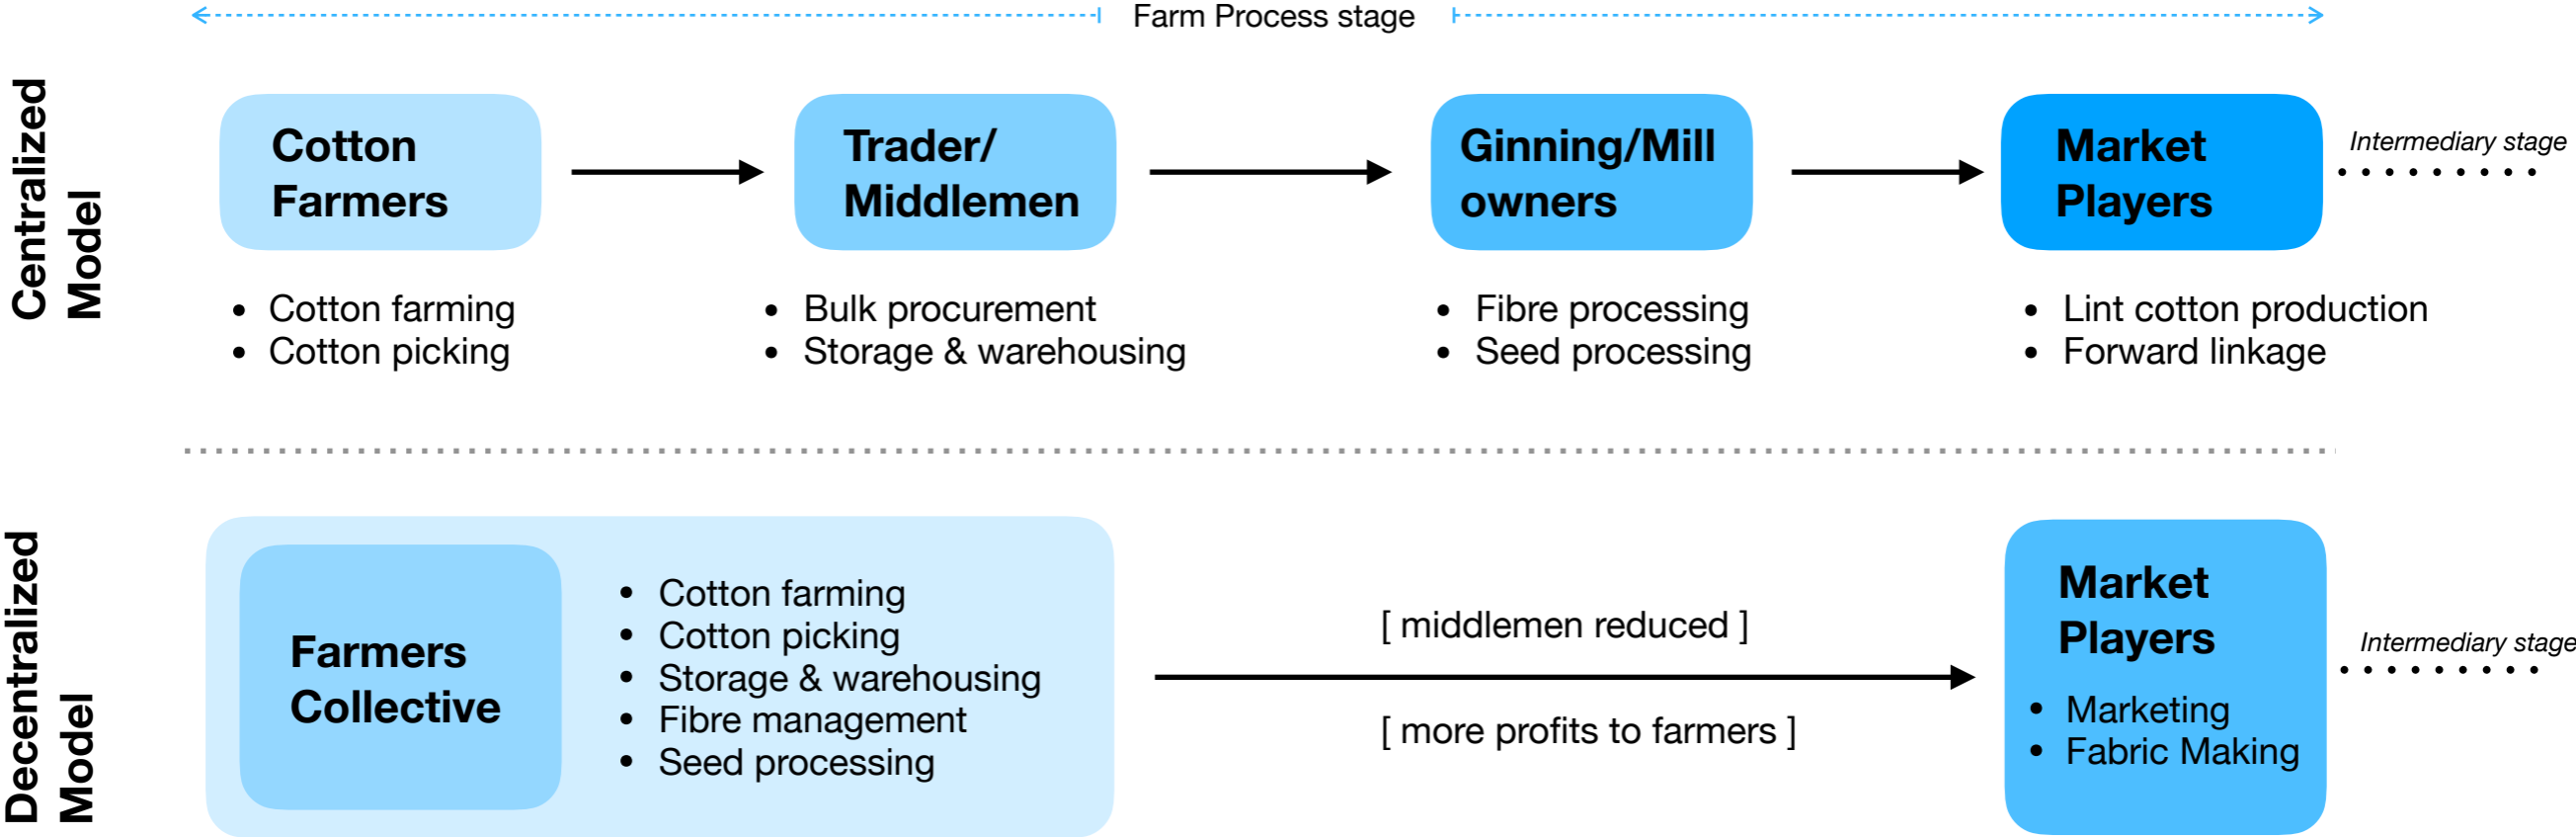 Farm Process stage
Centralized
Model
Cotton
Farmers
• Cotton farming
• Cotton picking
Trader/
Middlemen
• Bulk procurement
• Storage & warehousing
Ginning/Mill
owners
• Fibre processing
• Seed processing
Market
Players
• Lint cotton production
• Forward linkage
Intermediary stage
Decentralized
Model
Farmers
Collective
• Cotton farming
• Cotton picking
• Storage & warehousing
• Fibre management
• Seed processing
[ middlemen reduced ]
[ more profits to farmers ]
Market
Players
• Marketing
• Fabric Making
Intermediary stage